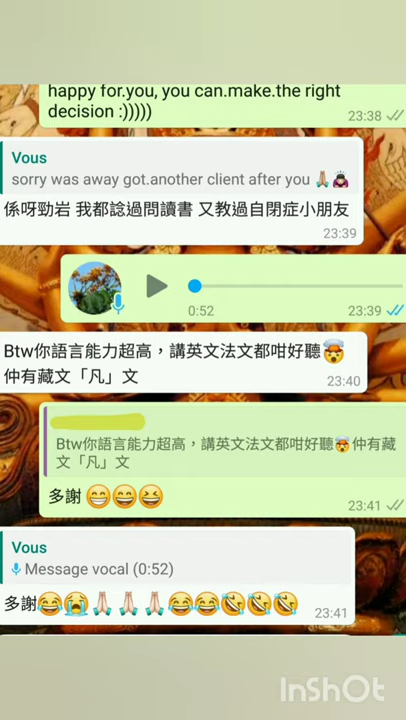 happy for.you, you can.make.the right
decision :)))))
23:38
Vous
sorry was away got.another client after you 🙏🏼🙇🏻‍♀️
係呀勁岩 我都諗過問讀書 又教過自閉症小朋友
23:39
0:52
23:39
Btw你語言能力超高，講英文法文都咁好聽🤯
仲有藏文「凡」文
23:40
Btw你語言能力超高，講英文法文都咁好聽🤯仲有藏
文「凡」文
多謝 😁😄😆
23:41
Vous
Message vocal (0:52)
多謝😂😭🙏🏻🙏🏻🙏🏻😂😂🤣🤣🤣
23:41
InShOt